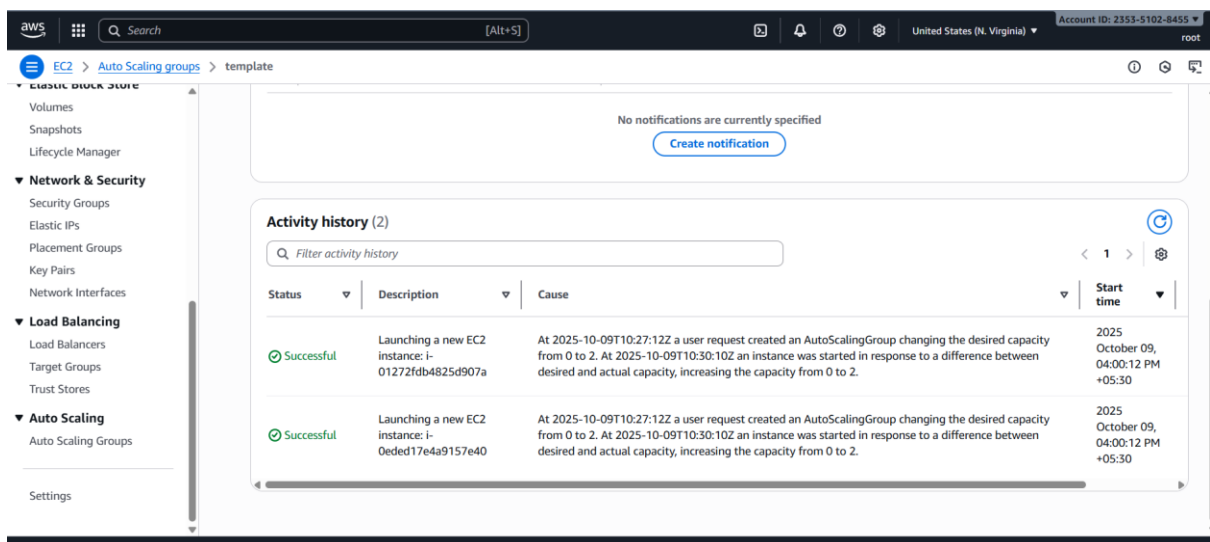 aws
Search
[Alt+S]
United States (N. Virginia)
Account ID: 2353-5102-8455
root
EC2 > Auto Scaling groups > template
Elastic Block Store
Volumes
Snapshots
Lifecycle Manager
Network & Security
Security Groups
Elastic IPs
Placement Groups
Key Pairs
Network Interfaces
Load Balancing
Load Balancers
Target Groups
Trust Stores
Auto Scaling
Auto Scaling Groups
Settings
No notifications are currently specified
Create notification
Activity history (2)
Filter activity history
1
Status
Description
Cause
Start
time
Successful
Launching a new EC2
instance: i-
01272fdb4825d907a
At 2025-10-09T10:27:12Z a user request created an AutoScalingGroup changing the desired capacity
from 0 to 2. At 2025-10-09T10:30:10Z an instance was started in response to a difference between
desired and actual capacity, increasing the capacity from 0 to 2.
2025
October 09,
04:00:12 PM
+05:30
Successful
Launching a new EC2
instance: i-
0eded17e4a9157e40
At 2025-10-09T10:27:12Z a user request created an AutoScalingGroup changing the desired capacity
from 0 to 2. At 2025-10-09T10:30:10Z an instance was started in response to a difference between
desired and actual capacity, increasing the capacity from 0 to 2.
2025
October 09,
04:00:12 PM
+05:30